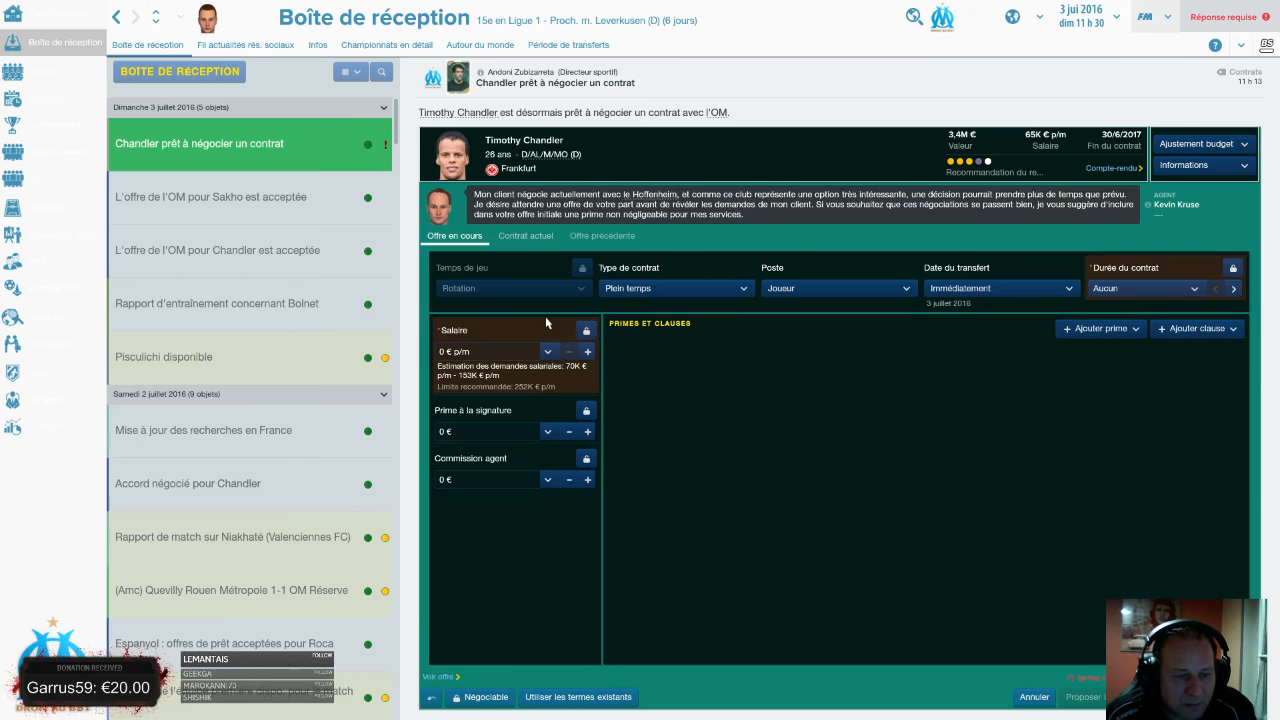 Boîte de réception
15e en Ligue 1 - Proch. m. Leverkusen (D) (6 jours)
3 jui 2016
dim 11 h 30
FM
Réponse requise
Boîte de réception
Boîte de réception
Fil actualités rés. sociaux
Infos
Championnats en détail
Autour du monde
Période de transferts
BOÎTE DE RÉCEPTION
Dimanche 3 juillet 2016 (5 objets)
Chandler prêt à négocier un contrat
L'offre de l'OM pour Sakho est acceptée
L'offre de l'OM pour Chandler est acceptée
Rapport d'entraînement concernant Bolnet
Pisculichi disponible
Samedi 2 juillet 2016 (9 objets)
Mise à jour des recherches en France
Accord négocié pour Chandler
Rapport de match sur Niakhaté (Valenciennes FC)
(Amc) Quevilly Rouen Métropole 1-1 OM Réserve
Espanyol : offres de prêt acceptées pour Roca
Andoni Zubizarreta (Directeur sportif)
Chandler prêt à négocier un contrat
Contrats
11 h 13
Timothy Chandler est désormais prêt à négocier un contrat avec l'OM.
Timothy Chandler
26 ans - D/AL/M/MO (D)
Frankfurt
3,4M €
Valeur
65K € p/m
Salaire
30/6/2017
Fin du contrat
Recommandation du re...
Compte-rendu
Ajustement budget
Informations
Mon client négocie actuellement avec le Hoffenheim, et comme ce club représente une option très intéressante, une décision pourrait prendre plus de temps que prévu.
Je désire attendre une offre de votre part avant de révéler les demandes de mon client. Si vous souhaitez que ces négociations se passent bien, je vous suggère d'inclure
dans votre offre initiale une prime non négligeable pour mes services.
AGENT
Kevin Kruse
----
Offre en cours
Contrat actuel
Offre précédente
Temps de jeu
Rotation
Type de contrat
Plein temps
Poste
Joueur
Date du transfert
Immédiatement
3 juillet 2016
*Durée du contrat
Aucun
*Salaire
0 € p/m
Estimation des demandes salariales: 70K €
p/m - 153K € p/m
Limite recommandée: 252K € p/m
Prime à la signature
0 €
Commission agent
0 €
PRIMES ET CLAUSES
+ Ajouter prime
+ Ajouter clause
Voir offre
Négociable
Utiliser les termes existants
Annuler
Proposer
DONATION RECEIVED
Garrus59: €20.00
DROIT AU BUT
LEMANTAIS FOLLOW
GEEKGA FOLLOW
MAROKANNI70 FOLLOW
SHISHIK FOLLOW